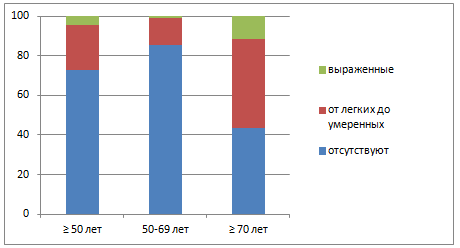 100
80
60
40
20
0
≥ 50 лет
50-69 лет
≥ 70 лет
выраженные
от легких до
умеренных
отсутствуют